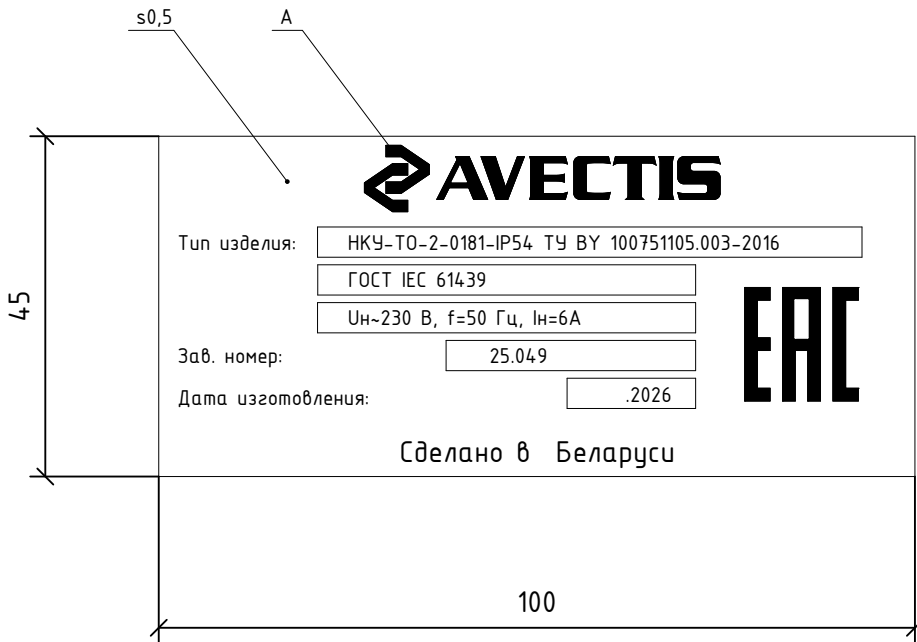 s0,5
А
AVECTIS
Тип изделия: НКУ-ТО-2-0181-IP54 ТУ BY 100751105.003-2016
ГОСТ IEC 61439
Uн~230 В, f=50 Гц, Iн=6А
45
EAC
Зав. номер: 25.049
Дата изготовления: .2026
Сделано в Беларуси
100